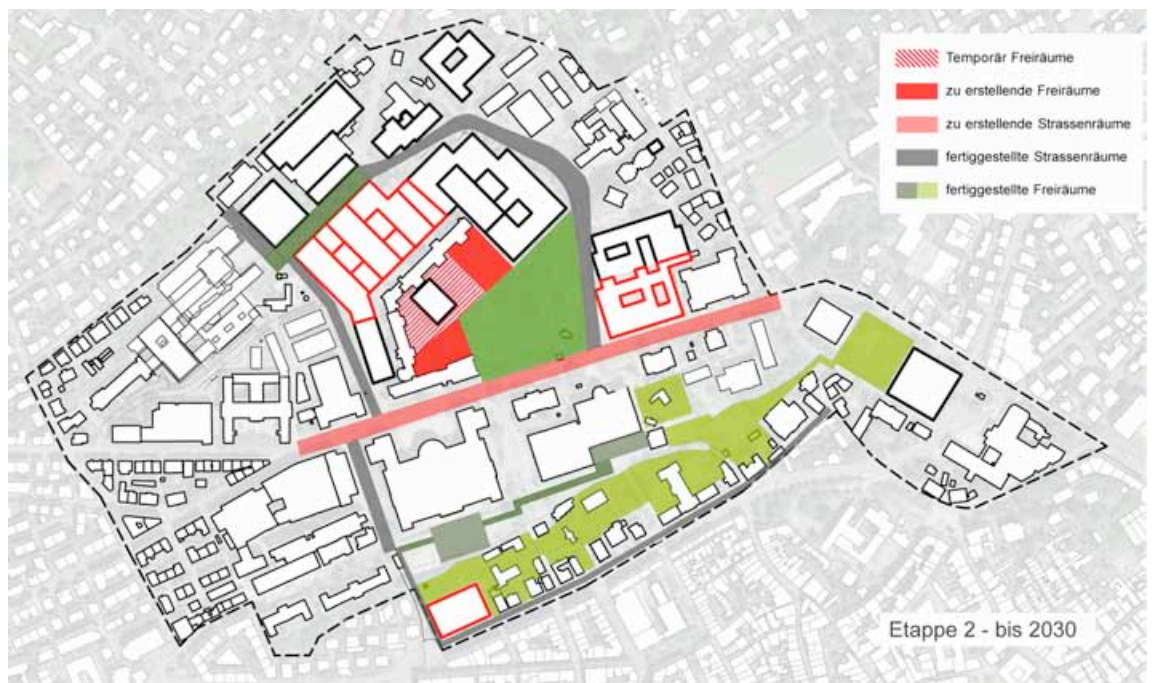 Temporär Freiräume
zu erstellende Freiräume
zu erstellende Strassenräume
fertiggestellte Strassenräume
fertiggestellte Freiräume
Etappe 2 - bis 2030